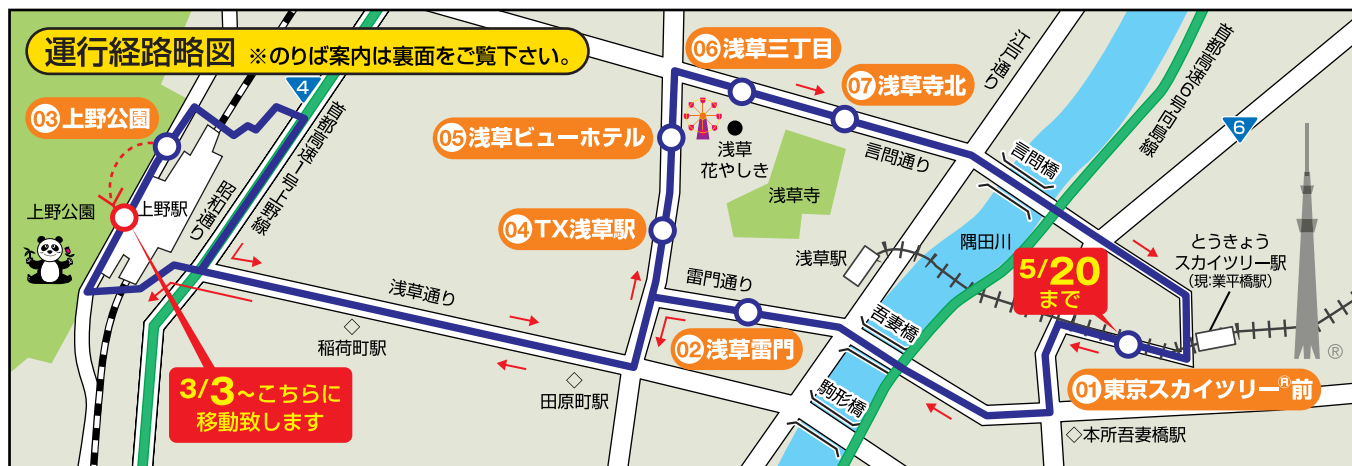 運行経路略図 ※のりば案内は裏面をご覧下さい。
4
03 上野公園
上野公園
上野駅
昭和通り
首都高速1号上野線
3/3~こちらに
移動致します
浅草通り
稲荷町駅
田原町駅
06 浅草三丁目
07 浅草寺北
05 浅草ビューホテル
浅草
花やしき
浅草寺
言問通り
04 TX浅草駅
雷門通り
02 浅草雷門
浅草駅
江戸通り
首都高速6号向島線
6
言問橋
隅田川
吾妻橋
駒形橋
5/20
まで
とうきょう
スカイツリー駅
(現:業平橋駅)
®
01 東京スカイツリー®前
本所吾妻橋駅